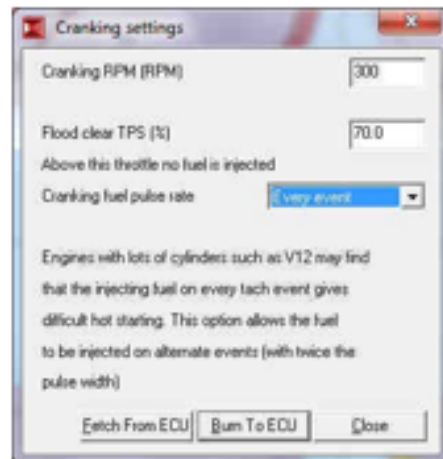 Cranking settings
Cranking RPM (RPM) 300
Flood clear TPS (%) 70.0
Above this throttle no fuel is injected
Cranking fuel pulse rate Every event
Engines with lots of cylinders such as V12 may find
that the injecting fuel on every tach event gives
difficult hot starting. This option allows the fuel
to be injected on alternate events (with twice the
pulse width)
Fetch From ECU Burn To ECU Close